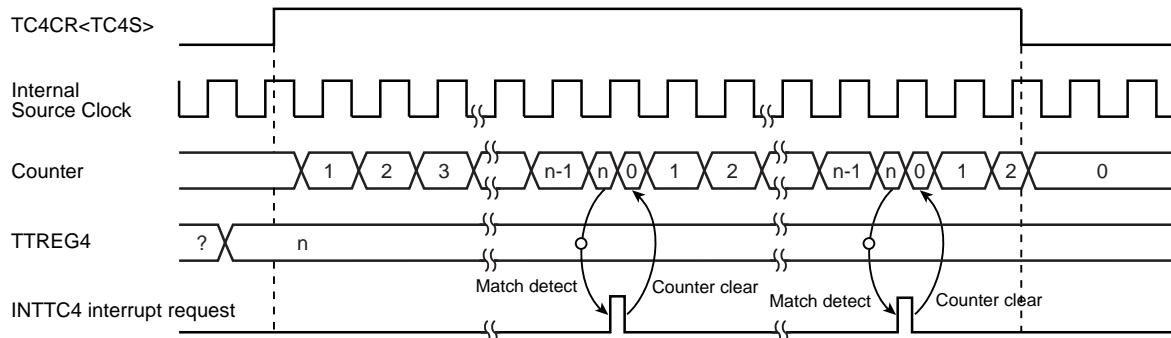 TC4CR<TC4S>
Internal
Source Clock
Counter
1 2 3 n-1 n 0 1 2 n-1 n 0 1 2 0
TTREG4
? n
Match detect Counter clear Match detect Counter clear
INTTC4 interrupt request